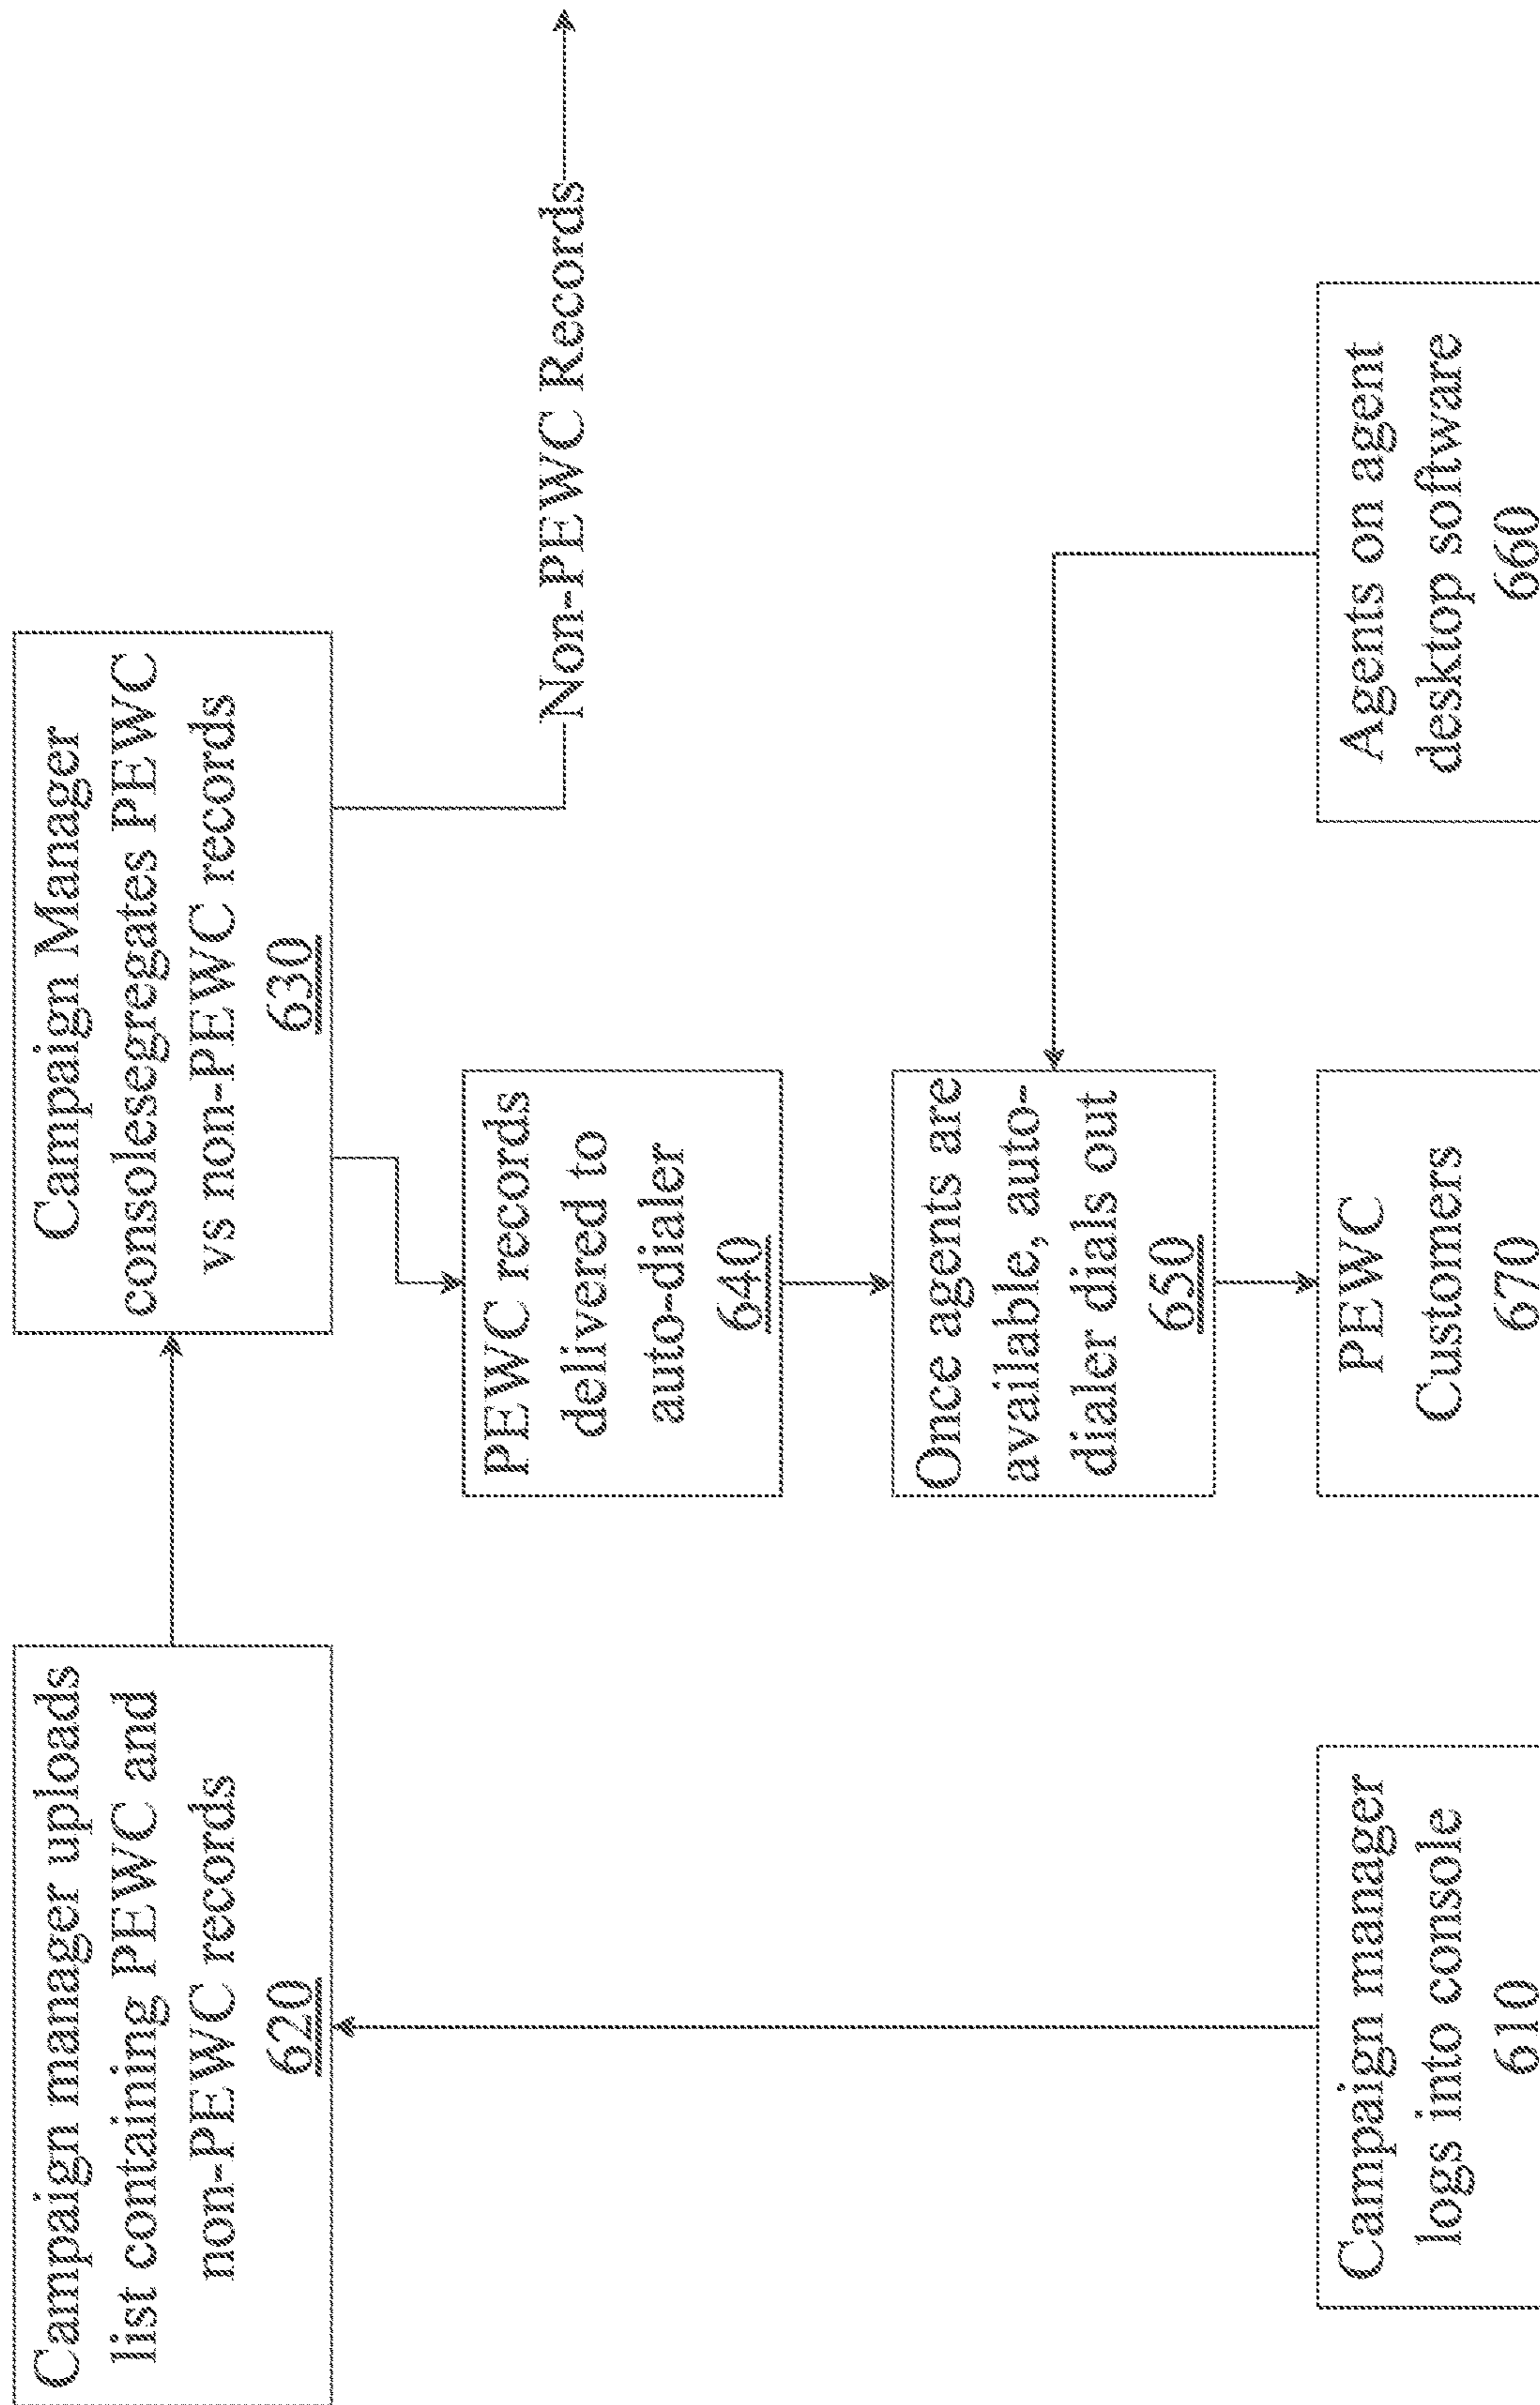 Campaign manager uploads
list containing PEWC and
non-PEWC records
620
Campaign Manager
consolesegregates PEWC
vs non-PEWC records
630
PEWC records
delivered to
auto-dialer
640
Non-PEWC Records
Once agents are
available, auto-
dialer dials out
650
Campaign manager
logs into console
610
PEWC
Customers
670
Agents on agent
desktop software
660